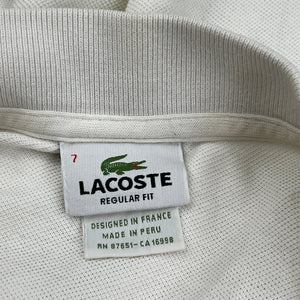 7
LACOSTE
REGULAR FIT
DESIGNED IN FRANCE
MADE IN PERU
RN 87651-CA 16998